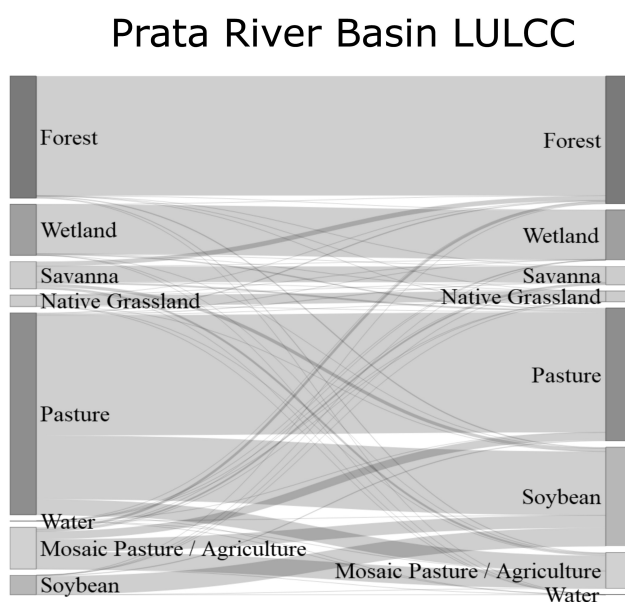 Prata River Basin LULCC
Forest
Forest
Wetland
Wetland
Savanna
Savanna
Native Grassland
Native Grassland
Pasture
Pasture
Soybean
Water
Mosaic Pasture / Agriculture
Mosaic Pasture / Agriculture
Soybean
Water